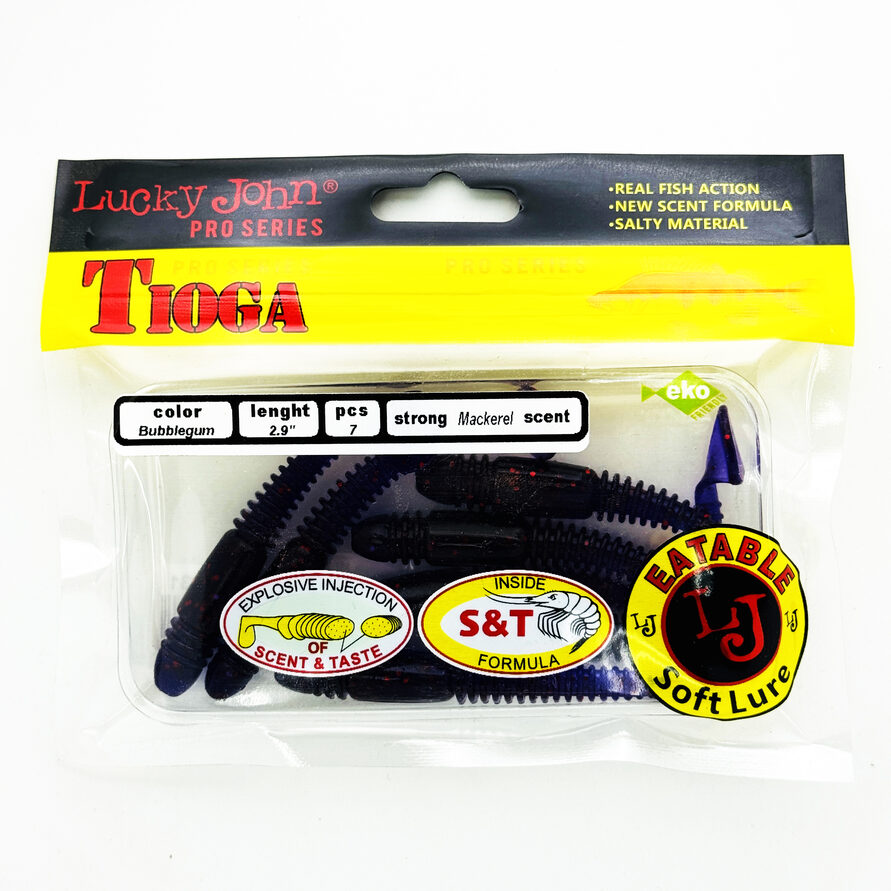 Lucky John®
PRO SERIES
•REAL FISH ACTION
•NEW SCENT FORMULA
•SALTY MATERIAL
PRO SERIES
PRO SERIES
TIOGA
eko
FRIENDLY
color
Bubblegum
lenght
2.9"
pcs
7
strong Mackerel scent
EXPLOSIVE INJECTION
OF
SCENT & TASTE
INSIDE
S&T
FORMULA
EATABLE
LJ
LJ
LJ
Soft Lure